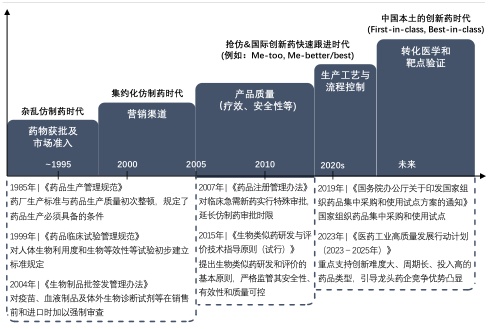 中国本土的创新药时代
(First-in-class, Best-in-class)
抢仿&国际创新药快速跟进时代
(例如：Me-too, Me-better/best)
集约化仿制药时代
杂乱仿制药时代
药物获批及
市场准入
营销渠道
产品质量
（疗效、安全性等）
生产工艺与
流程控制
转化医学和
靶点验证
~1995
2000
2005
2010
2020s
未来
1985年|《药品生产管理规范》
药厂生产标准与药品生产质量初次整顿，规定了
药品生产必须具备的条件
1999年|《药品临床试验管理规范》
对人体生物利用度和生物等效性等试验初步建立
标准规定
2004年|《生物制品批签发管理办法》
对疫苗、血液制品及体外生物诊断试剂等在销售
前和进口时加以强制审查
2007年|《药品注册管理办法》
对临床急需新药实行特殊审批，
延长仿制药审批时限
2015年|《生物类似药研发与评
价技术指导原则（试行）》
提出生物类似药研发和评价的
基本原则，严格监管其安全性、
有效性和质量可控
2019年|《国务院办公厅关于印发国家组
织药品集中采购和使用试点方案的通知》
国家组织药品集中采购和使用试点
2023年|《医药工业高质量发展行动计划
（2023－2025年）》
重点支持创新难度大、周期长、投入高的
药品类型，引导龙头药企竞争优势凸显